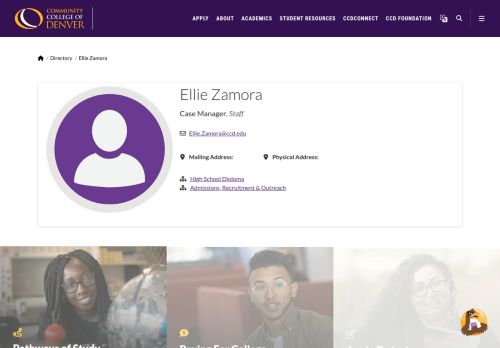 COMMUNITY
COLLEGE OF
DENVER
APPLY ABOUT ACADEMICS STUDENT RESOURCES CCDCONNECT CCD FOUNDATION
/ Directory / Ellie Zamora
Ellie Zamora
Case Manager, Staff
Ellie.Zamora@ccd.edu
Mailing Address: Physical Address:
High School Diploma
Admissions, Recruitment & Outreach
Pathways of Study
Paying For College